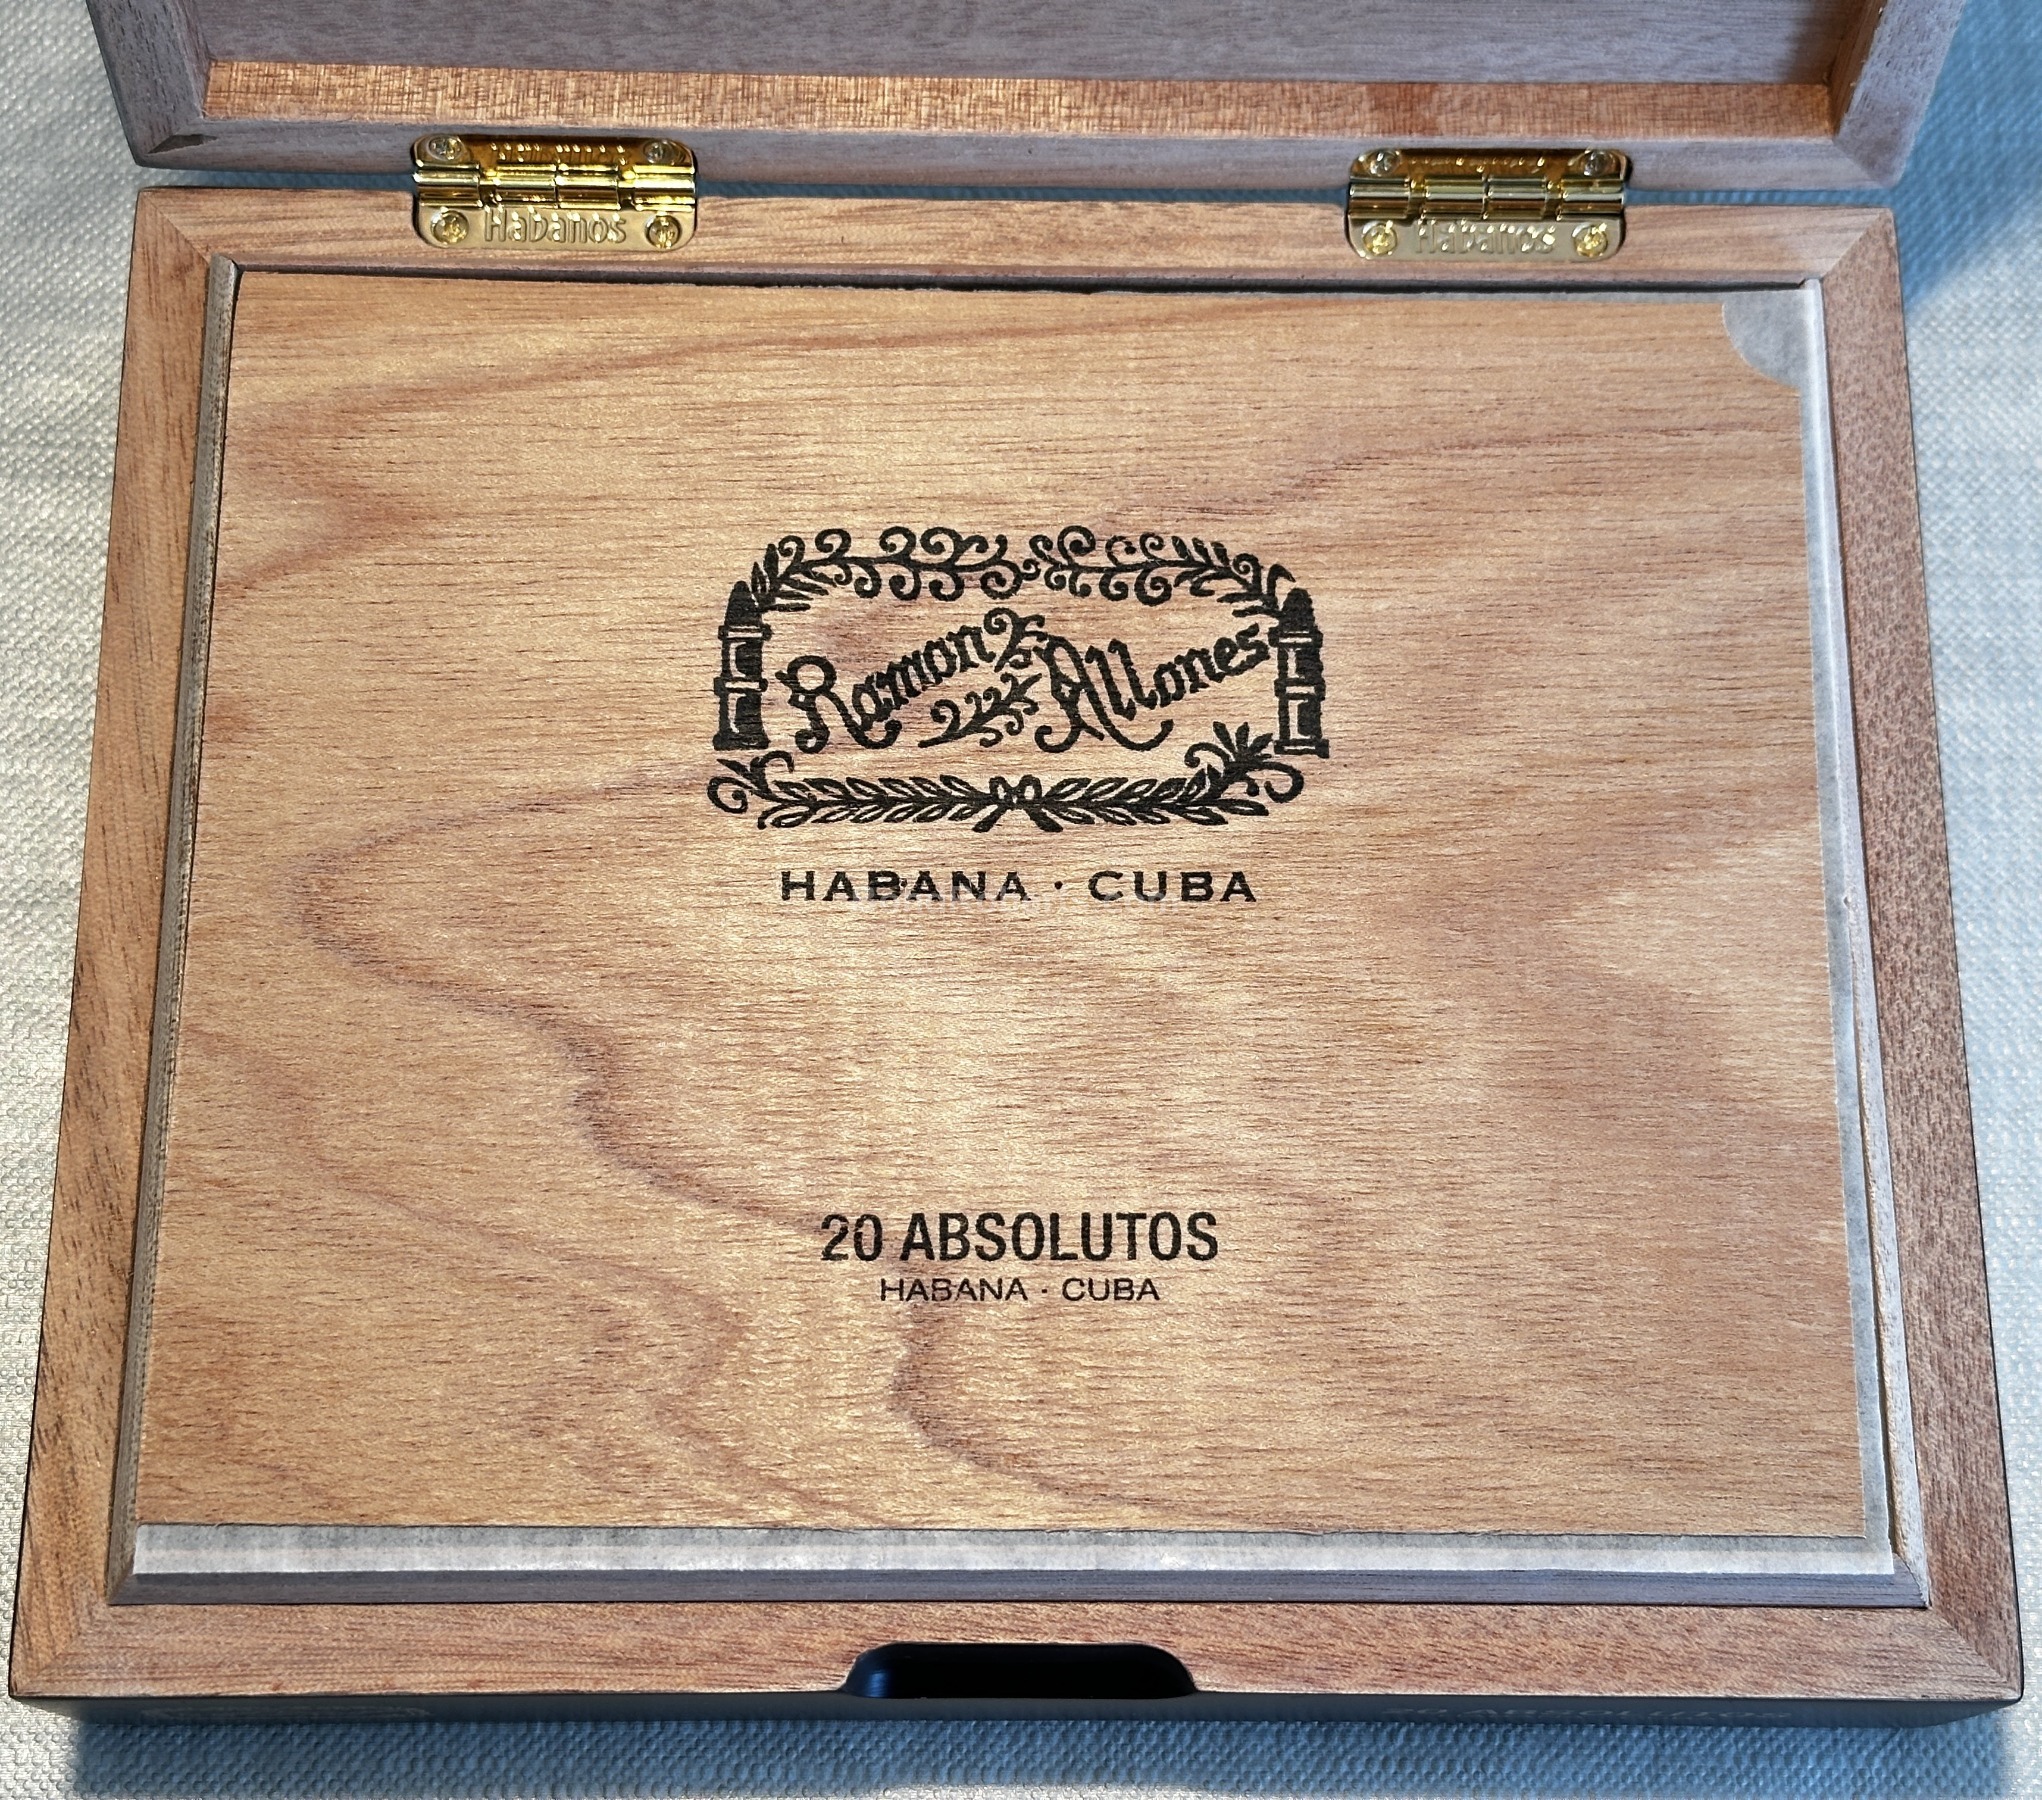 Habanos
Habanos
Ramon Allones
HABANA · CUBA
20 ABSOLUTOS
HABANA · CUBA